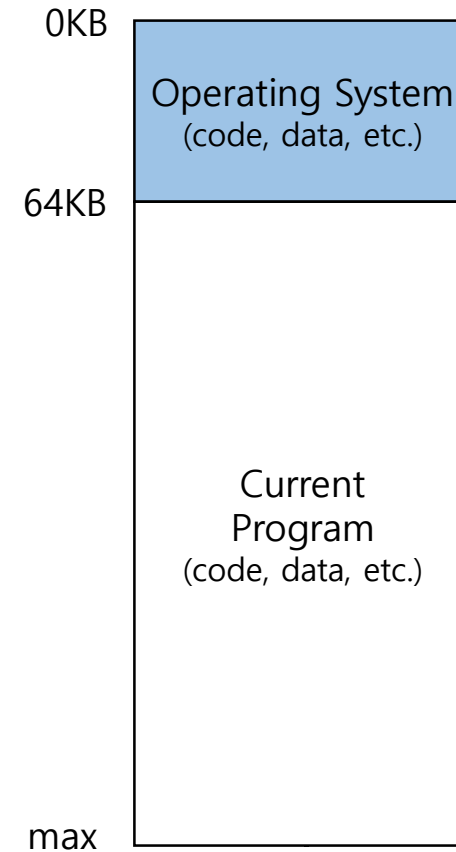 0KB
Operating System
(code, data, etc.)
64KB
Current
Program
(code, data, etc.)
max